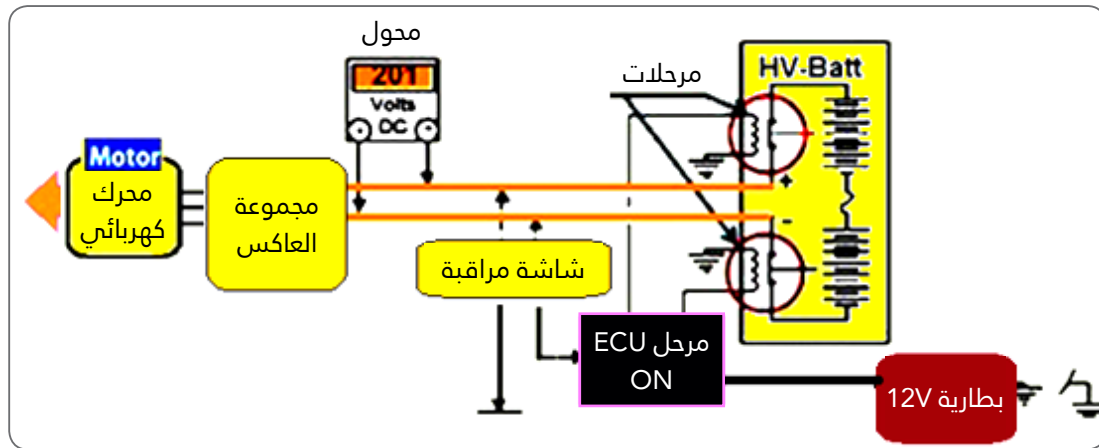 محول
201
Volts
DC
مرحلات
HV-Batt
Motor
محرك
كهربائي
مجموعة
العاكس
+
-
شاشة مراقبة
مرحل ECU
ON
بطارية 12V